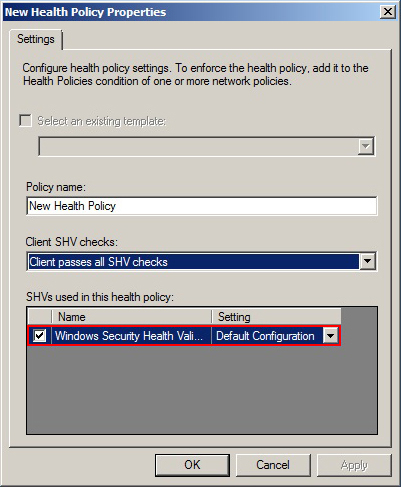 New Health Policy Properties
Settings
Configure health policy settings. To enforce the health policy, add it to the
Health Policies condition of one or more network policies.
Select an existing template:
Policy name:
New Health Policy
Client SHV checks:
Client passes all SHV checks
SHVs used in this health policy:
Name Setting
Windows Security Health Vali... Default Configuration
OK Cancel Apply